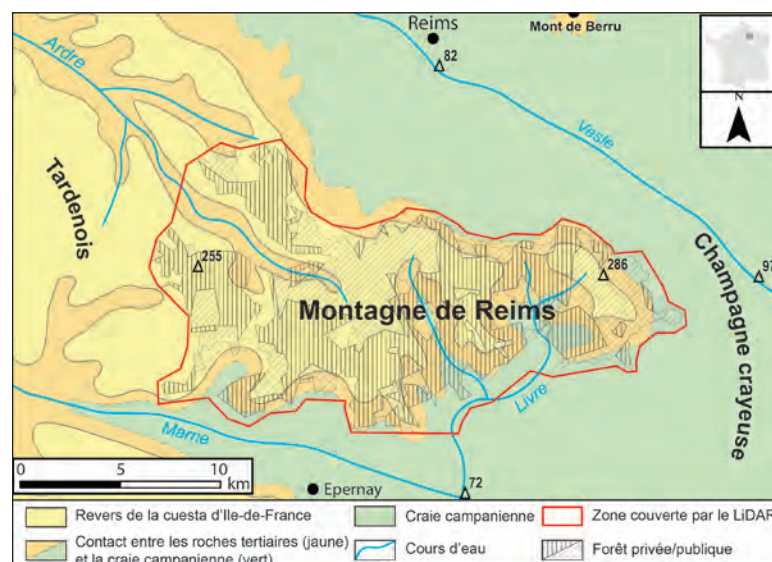 Reims
Mont de Berru
82
Ardre
Vesle
N
Tardenois
255
286
97
Montagne de Reims
Champagne crayeuse
Livre
Marne
0 5 10
km
Epernay
72
Revers de la cuesta d'Ile-de-France
Craie campanienne
Zone couverte par le LiDAR
Contact entre les roches tertiaires (jaune)
et la craie campanienne (vert)
Cours d'eau
Forêt privée/publique